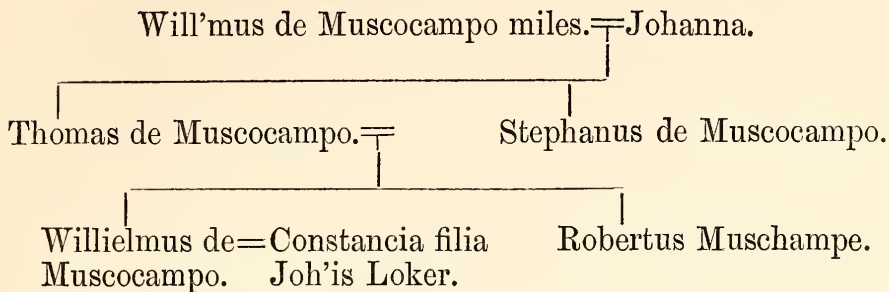 Will'mus de Muscocampo miles.=Johanna.
Thomas de Muscocampo.= Stephanus de Muscocampo.
Willielmus de=Constancia filia Robertus Muschampe.
Muscocampo. Joh'is Loker.